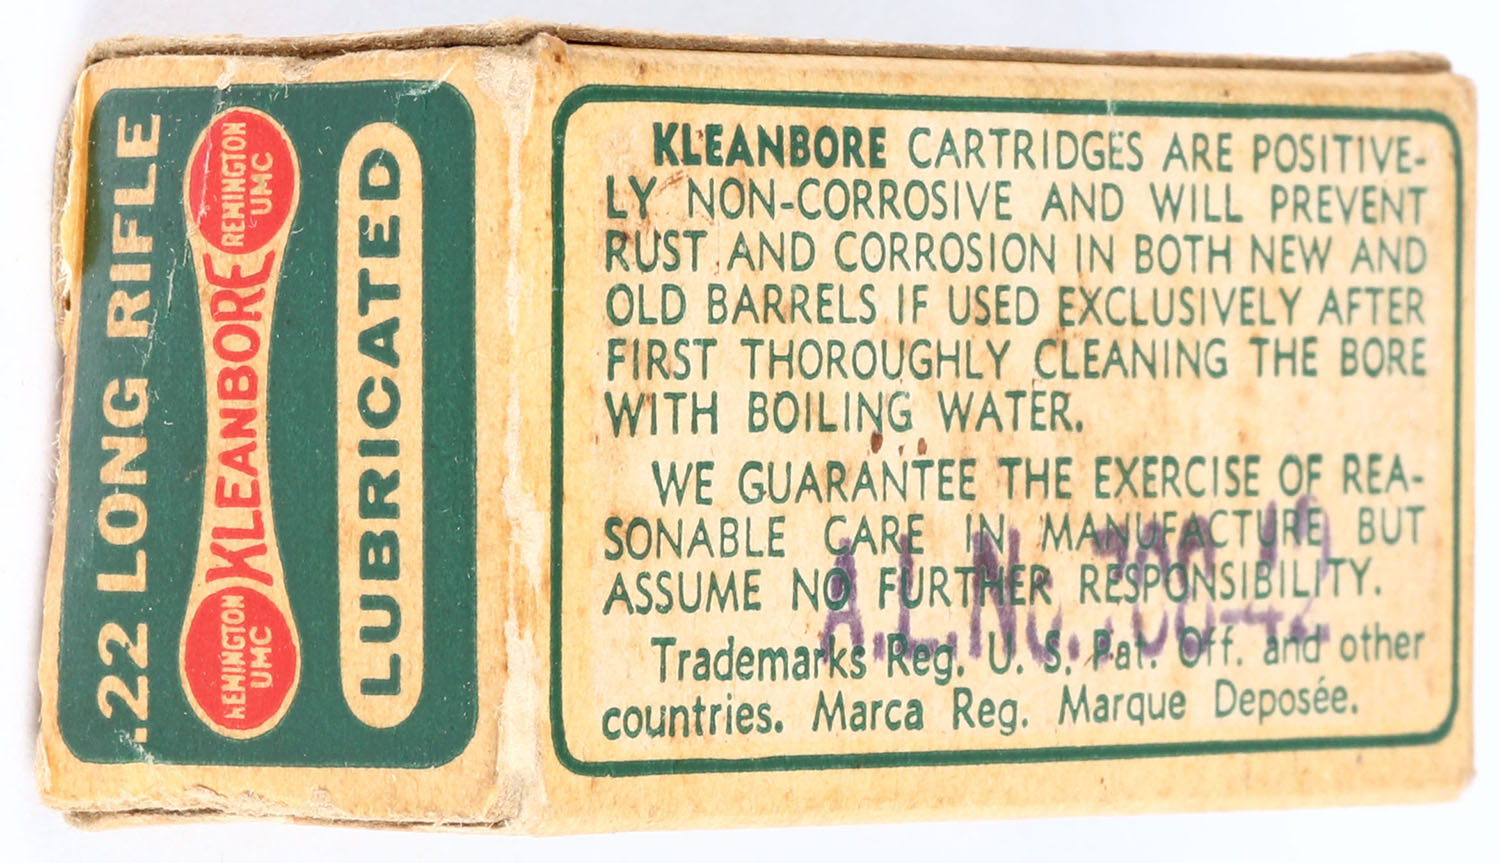 .22 LONG RIFLE
REMINGTON
UMC
KLEANBORE
REMINGTON
UMC
LUBRICATED
KLEANBORE CARTRIDGES ARE POSITIVE-
LY NON-CORROSIVE AND WILL PREVENT
RUST AND CORROSION IN BOTH NEW AND
OLD BARRELS IF USED EXCLUSIVELY AFTER
FIRST THOROUGHLY CLEANING THE BORE
WITH BOILING WATER.
WE GUARANTEE THE EXERCISE OF REA-
SONABLE CARE IN MANUFACTURE BUT
ASSUME NO FURTHER RESPONSIBILITY.
Trademarks Reg. U. S. Pat. Off. and other
countries. Marca Reg. Marque Deposée.
A.L.No.